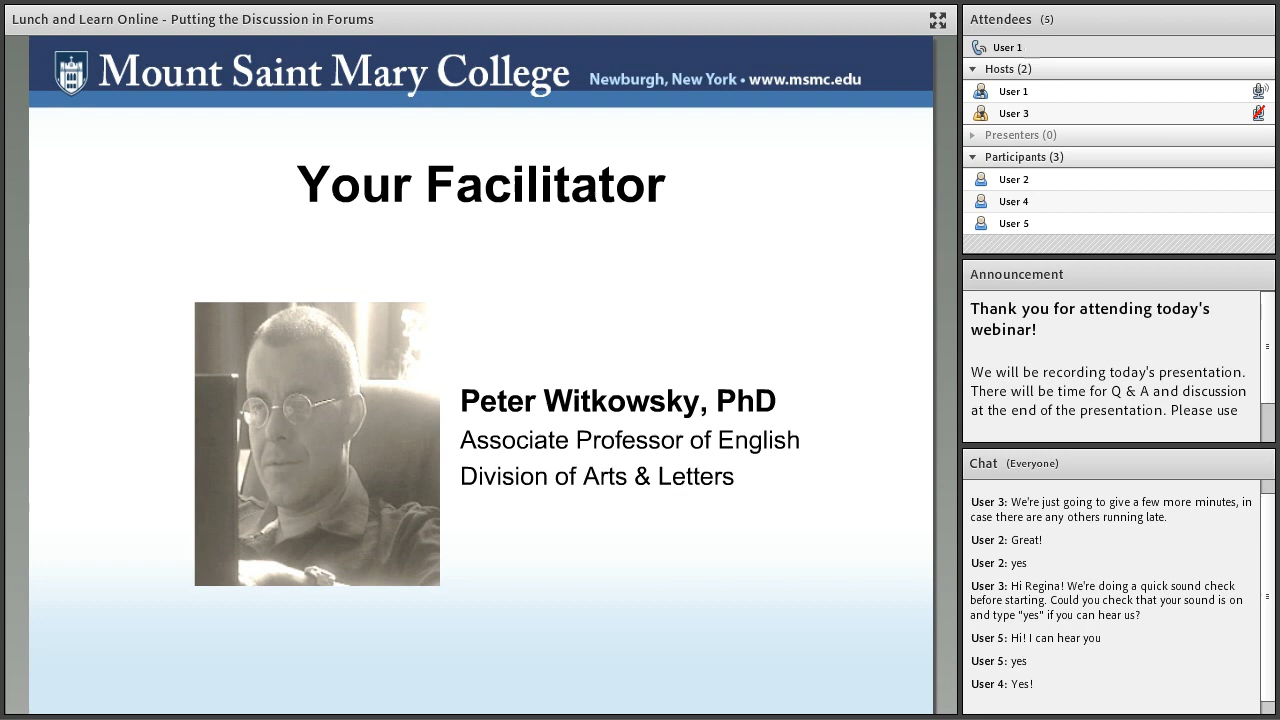 Lunch and Learn Online - Putting the Discussion in Forums
Mount Saint Mary College
Newburgh, New York • www.msmc.edu
Your Facilitator
Peter Witkowsky, PhD
Associate Professor of English
Division of Arts & Letters
Attendees (5)
User 1
Hosts (2)
User 1
User 3
Presenters (0)
Participants (3)
User 2
User 4
User 5
Announcement
Thank you for attending today's
webinar!
We will be recording today's presentation.
There will be time for Q & A and discussion
at the end of the presentation. Please use
Chat (Everyone)
User 3: We're just going to give a few more minutes, in
case there are any others running late.
User 2: Great!
User 2: yes
User 3: Hi Regina! We're doing a quick sound check
before starting. Could you check that your sound is on
and type "yes" if you can hear us?
User 5: Hi! I can hear you
User 5: yes
User 4: Yes!